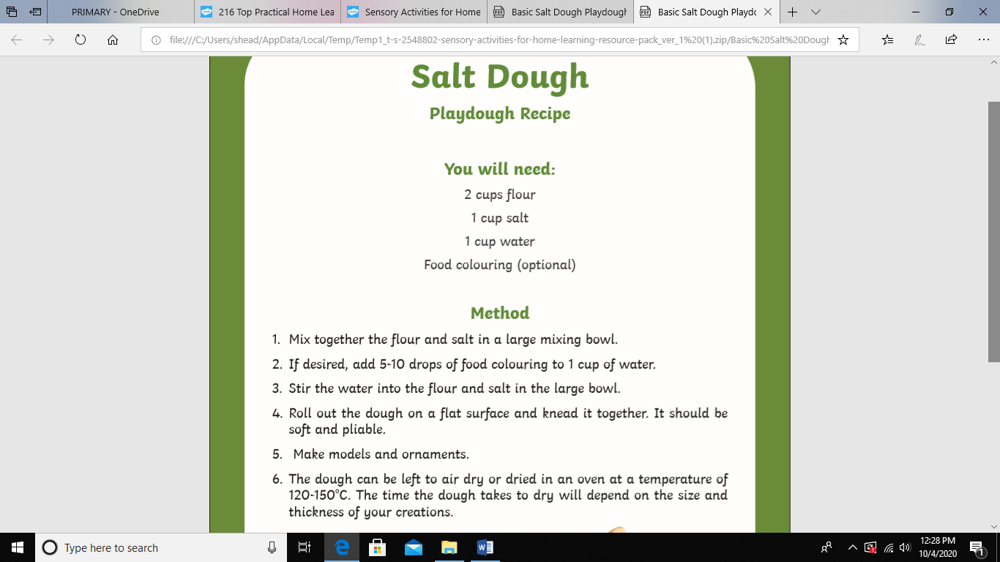 PRIMARY - OneDrive
216 Top Practical Home Lea
Sensory Activities for Home
Basic Salt Dough Playdough
Basic Salt Dough Playdo
file:///C:/Users/shead/AppData/Local/Temp/Temp1_t-s-2548802-sensory-activities-for-home-learning-resource-pack_ver_1%20(1).zip/Basic%20Salt%20Dough
Salt Dough
Playdough Recipe
You will need:
2 cups flour
1 cup salt
1 cup water
Food colouring (optional)
Method
1. Mix together the flour and salt in a large mixing bowl.
2. If desired, add 5-10 drops of food colouring to 1 cup of water.
3. Stir the water into the flour and salt in the large bowl.
4. Roll out the dough on a flat surface and knead it together. It should be
soft and pliable.
5. Make models and ornaments.
6. The dough can be left to air dry or dried in an oven at a temperature of
120-150°C. The time the dough takes to dry will depend on the size and
thickness of your creations.
Type here to search
12:28 PM
10/4/2020
1